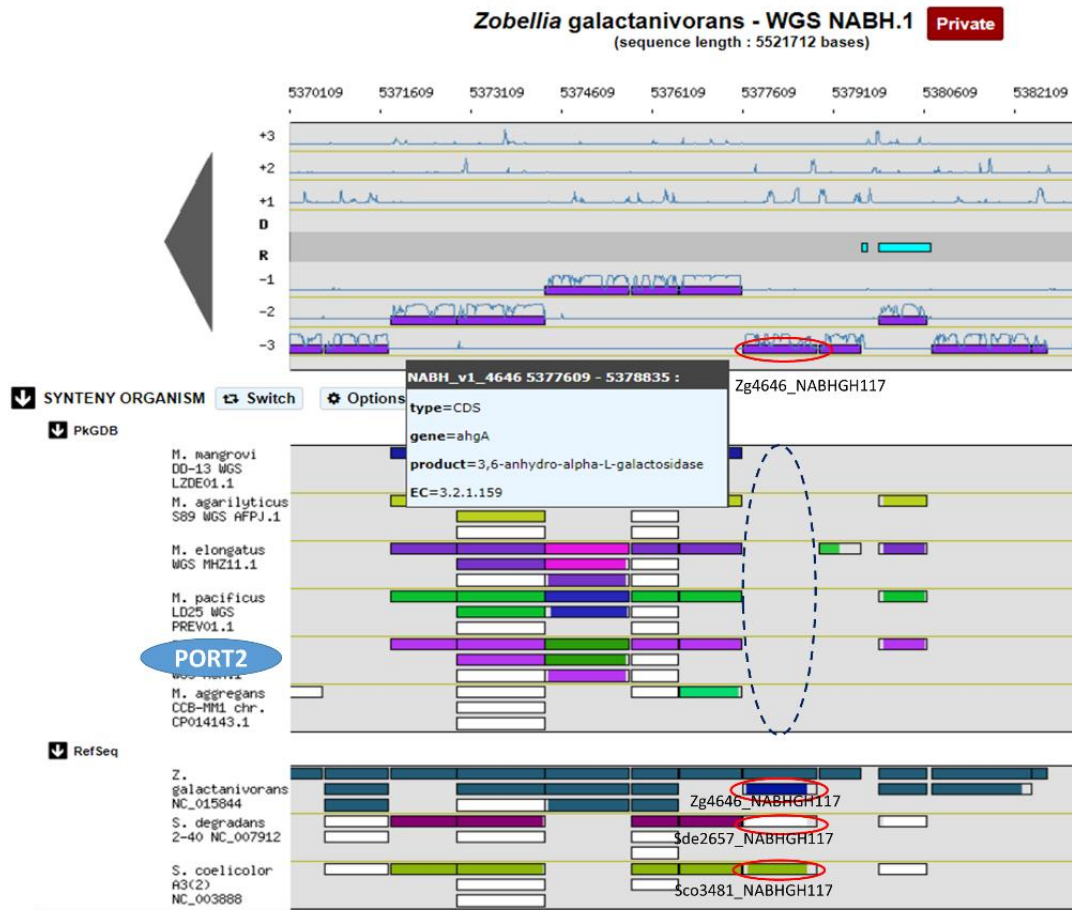 Zobellia galactanivorans - WGS NABH.1 Private
(sequence length : 5521712 bases)
5370109 5371609 5373109 5374609 5376109 5377609 5379109 5380609 5382109
+3
+2
+1
D
R
-1
-2
-3
NABH_v1_4646 5377609 - 5378835 :
type=CDS
gene=ahgA
product=3,6-anhydro-alpha-L-galactosidase
EC=3.2.1.159
Zg4646_NABHGH117
SYNTENY ORGANISM Switch Options
PkGDB
M. mangrovi
DD-13 WGS
LZDE01.1
M. agarilyticus
S89 WGS AFPJ.1
M. elongatus
WGS MHZ11.1
M. pacificus
LD25 WGS
PREV01.1
PORT2
M. aggregans
CCB-MM1 chr.
CP014143.1
RefSeq
Z.
galactanivorans
NC_015844
Zg4646_NABHGH117
S. degradans
2-40 NC_007912
Sde2657_NABHGH117
S. coelicolor
A3(2)
NC_003888
Sco3481_NABHGH117